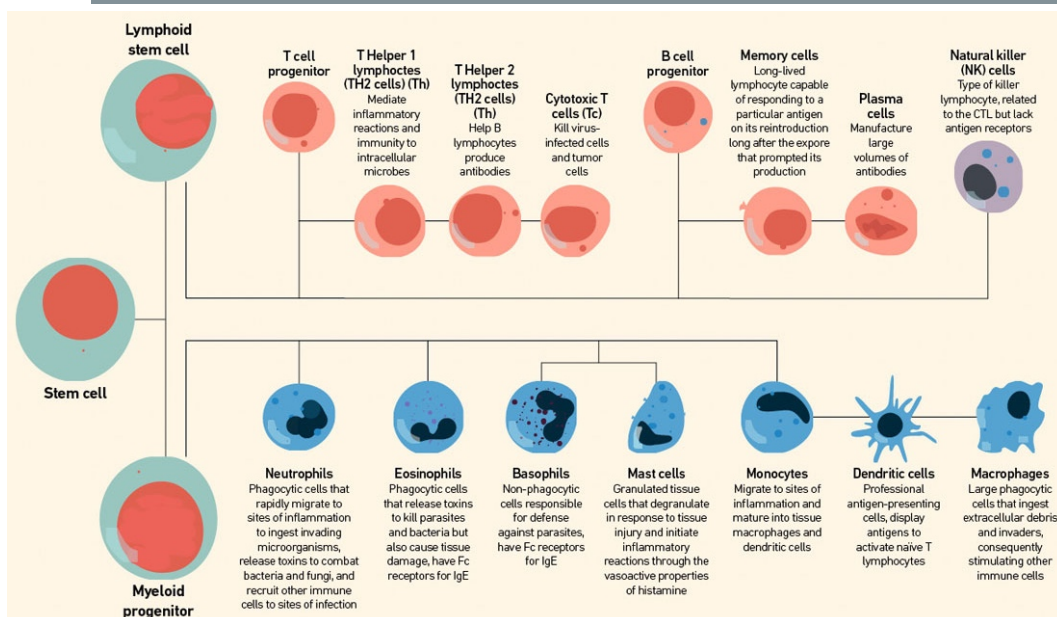 Lymphoid
stem cell
T cell
progenitor
T Helper 1
lymphoctes
(TH2 cells) (Th)
Mediate
inflammatory
reactions and
immunity to
intracellular
microbes
T Helper 2
lymphoctes
(TH2 cells)
(Th)
Help B
lymphocytes
produce
antibodies
Cytotoxic T
cells (Tc)
Kill virus-
infected cells
and tumor
cells
B cell
progenitor
Memory cells
Long-lived
lymphocyte capable
of responding to a
particular antigen
on its reintroduction
long after the expore
that prompted its
production
Plasma
cells
Manufacture
large
volumes of
antibodies
Natural killer
(NK) cells
Type of killer
lymphocyte, related
to the CTL but lack
antigen receptors
Stem cell
Myeloid
progenitor
Neutrophils
Phagocytic cells that
rapidly migrate to
sites of inflammation
to ingest invading
microorganisms,
release toxins to combat
bacteria and fungi, and
recruit other immune
cells to sites of infection
Eosinophils
Phagocytic cells
that release toxins
to kill parasites
and bacteria but
also cause tissue
damage, have Fc
receptors for IgE
Basophils
Non-phagocytic
cells responsible
for defense
against parasites,
have Fc receptors
for IgE
Mast cells
Granulated tissue
cells that degranulate
in response to tissue
injury and initiate
inflammatory
reactions through the
vasoactive properties
of histamine
Monocytes
Migrate to sites of
inflammation and
mature into tissue
macrophages and
dendritic cells
Dendritic cells
Professional
antigen-presenting
cells, display
antigens to
activate naïve T
lymphocytes
Macrophages
Large phagocytic
cells that ingest
extracellular debris
and invaders,
consequently
stimulating other
immune cells